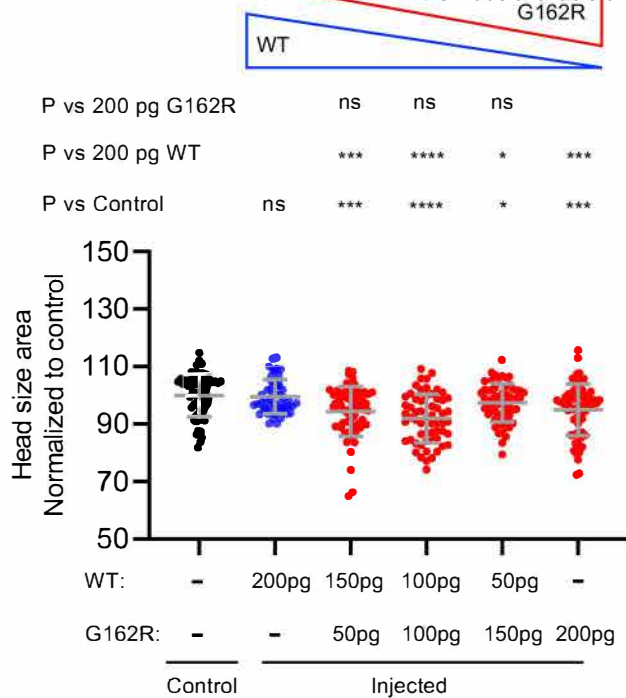 G162R
WT
P vs 200 pg G162R ns ns ns
P vs 200 pg WT *** **** * ***
P vs Control ns *** **** * ***
150
130
110
90
70
50
Head size area
Normalized to control
WT: - 200pg 150pg 100pg 50pg -
G162R: - - 50pg 100pg 150pg 200pg
Control Injected